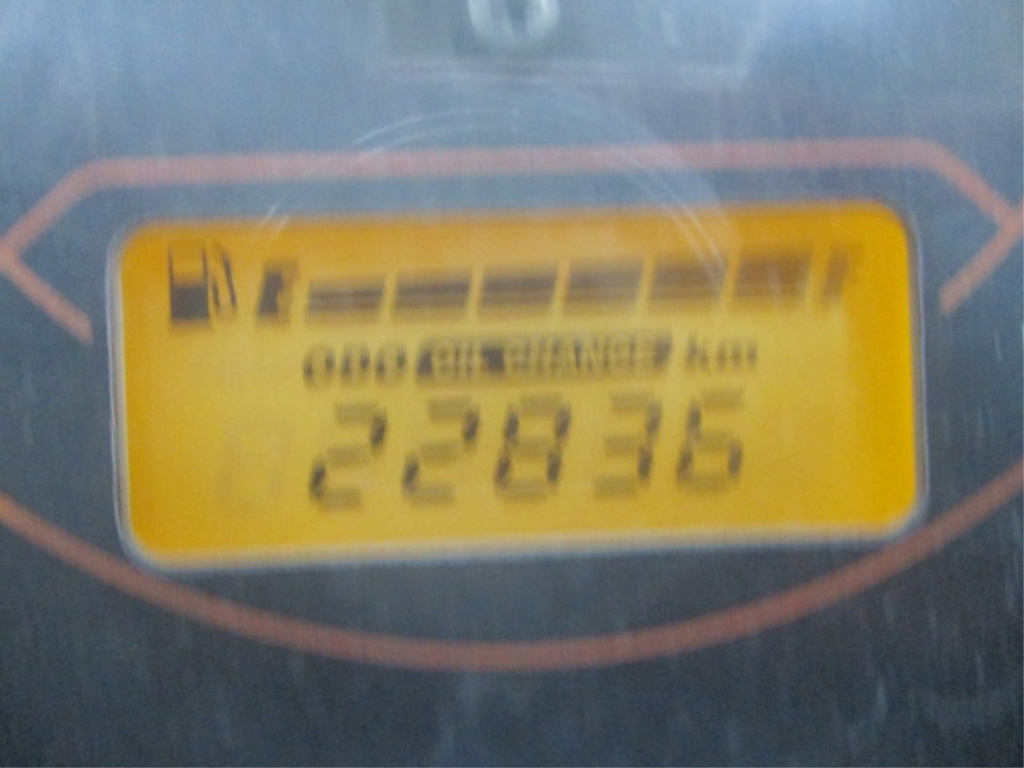 E F
ODO OIL CHANGE km
22836